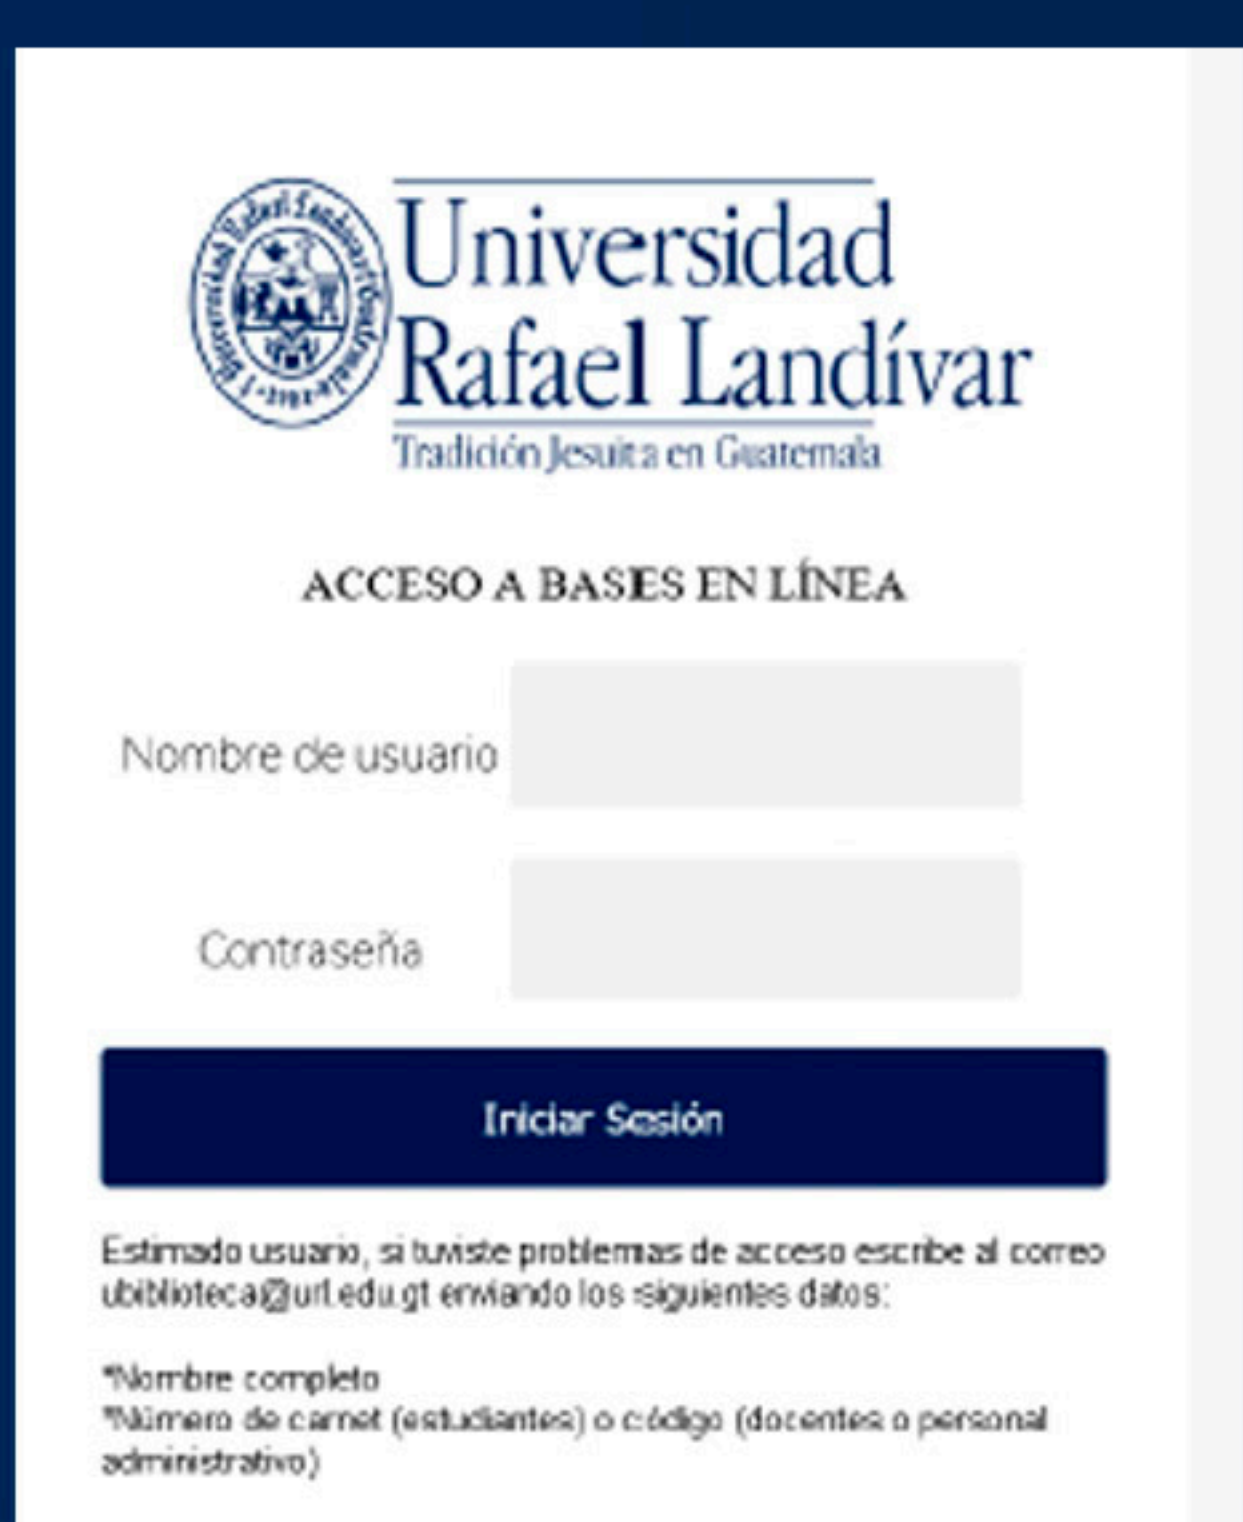 Universidad
Rafael Landívar
Tradición Jesuita en Guatemala
ACCESO A BASES EN LÍNEA
Nombre de usuario
Contraseña
Iniciar Sesión
Estimado usuario, si tuviste problemas de acceso escribe al correo
ubiblioteca@url.edu.gt enviando los siguientes datos:
*Nombre completo
*Número de carnet (estudiantes) o código (docentes o personal
administrativo)